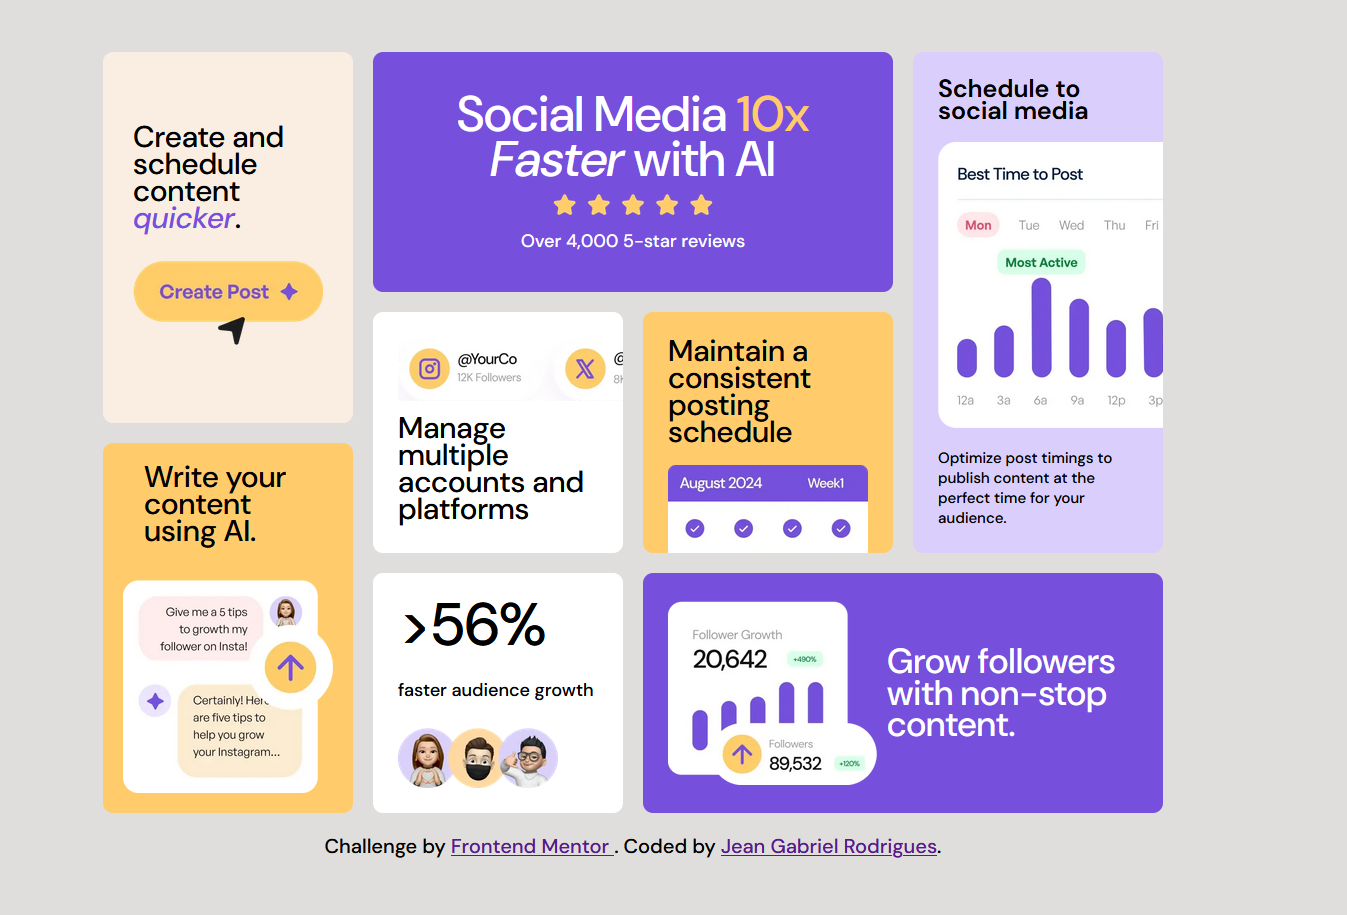 Create and
schedule
content
quicker.
Create Post
Social Media 10x
Faster with AI
Over 4,000 5-star reviews
Schedule to
social media
Best Time to Post
Mon Tue Wed Thu Fri
Most Active
12a 3a 6a 9a 12p 3p
Optimize post timings to
publish content at the
perfect time for your
audience.
@YourCo
12K Followers
@
8K
Manage
multiple
accounts and
platforms
Maintain a
consistent
posting
schedule
August 2024 Week1
Write your
content
using AI.
Give me a 5 tips
to growth my
follower on Insta!
Certainly! Here
are five tips to
help you grow
your Instagram...
>56%
faster audience growth
Follower Growth
20,642 +490%
Followers
89,532 +120%
Grow followers
with non-stop
content.
Challenge by Frontend Mentor . Coded by Jean Gabriel Rodrigues.